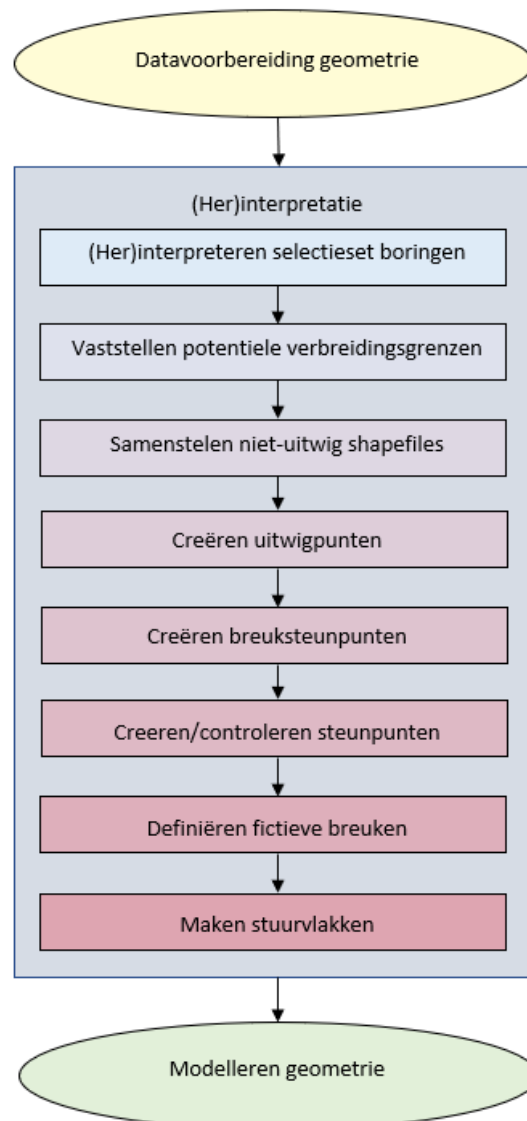 Datavoorbereiding geometrie
(Her)interpretatie
(Her)interpreteren selectieset boringen
Vaststellen potentiele verbreidingsgrenzen
Samenstelen niet-uitwig shapefiles
Creëren uitwigpunten
Creëren breuksteunpunten
Creeren/controleren steunpunten
Definiëren fictieve breuken
Maken stuurvlakken
Modelleren geometrie